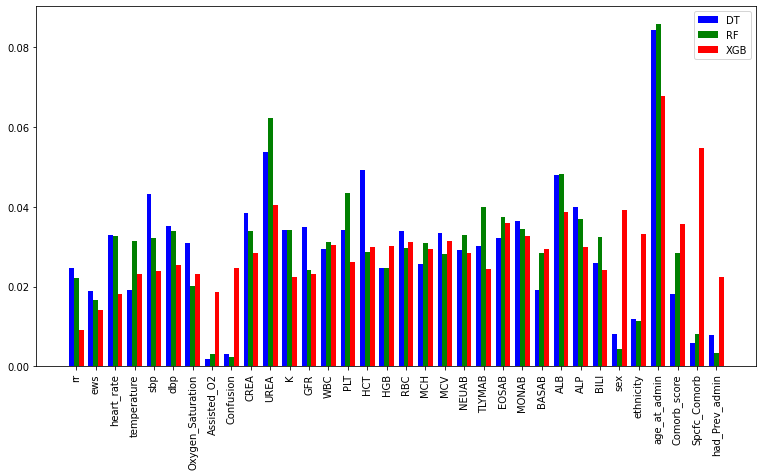 DT
RF
XGB
0.08
0.06
0.04
0.02
0.00
rr
ews
heart_rate
temperature
sbp
dbp
Oxygen_Saturation
Assisted_O2
Confusion
CREA
UREA
K
GFR
WBC
PLT
HCT
HGB
RBC
MCH
MCV
NEUAB
TLYMAB
EOSAB
MONAB
BASAB
ALB
ALP
BILI
sex
ethnicity
age_at_admin
Comorb_score
Spcfc_Comorb
had_Prev_admin